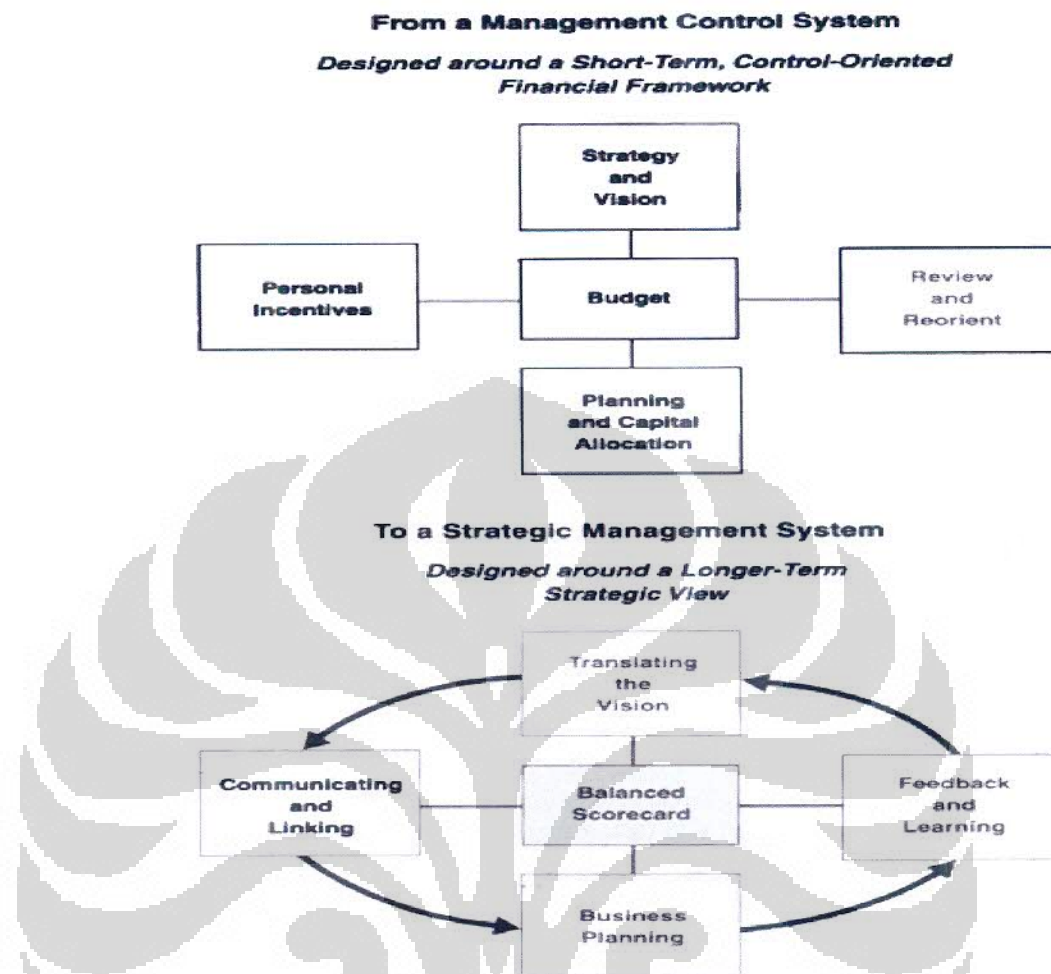 From a Management Control System
Designed around a Short-Term, Control-Oriented
Financial Framework
Strategy
and
Vision
Personal
Incentives
Budget
Review
and
Reorient
Planning
and Capital
Allocation
To a Strategic Management System
Designed around a Longer-Term
Strategic View
Translating
the
Vision
Communicating
and
Linking
Balanced
Scorecard
Feedback
and
Learning
Business
Planning